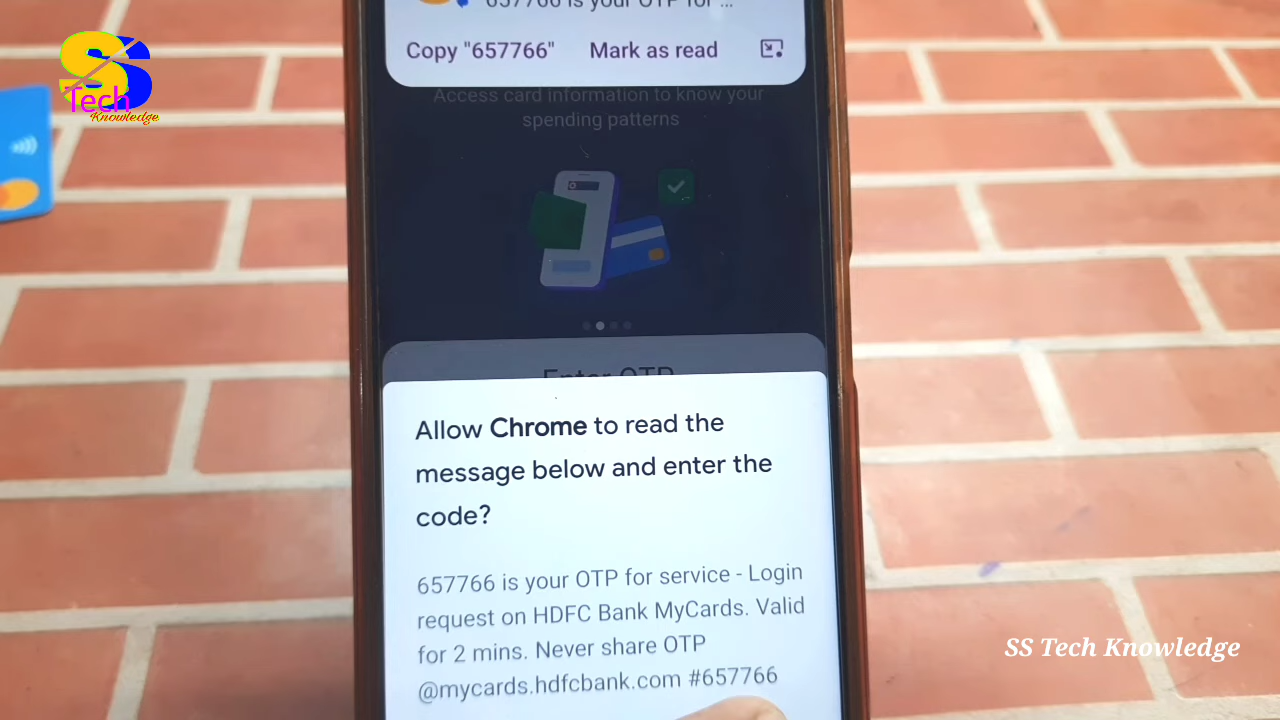 657766 is your OTP for ...
Copy "657766" Mark as read
SS
Tech
Knowledge
Access card information to know your
spending patterns
Enter OTP
Allow Chrome to read the
message below and enter the
code?
657766 is your OTP for service - Login
request on HDFC Bank MyCards. Valid
for 2 mins. Never share OTP
@mycards.hdfcbank.com #657766
SS Tech Knowledge